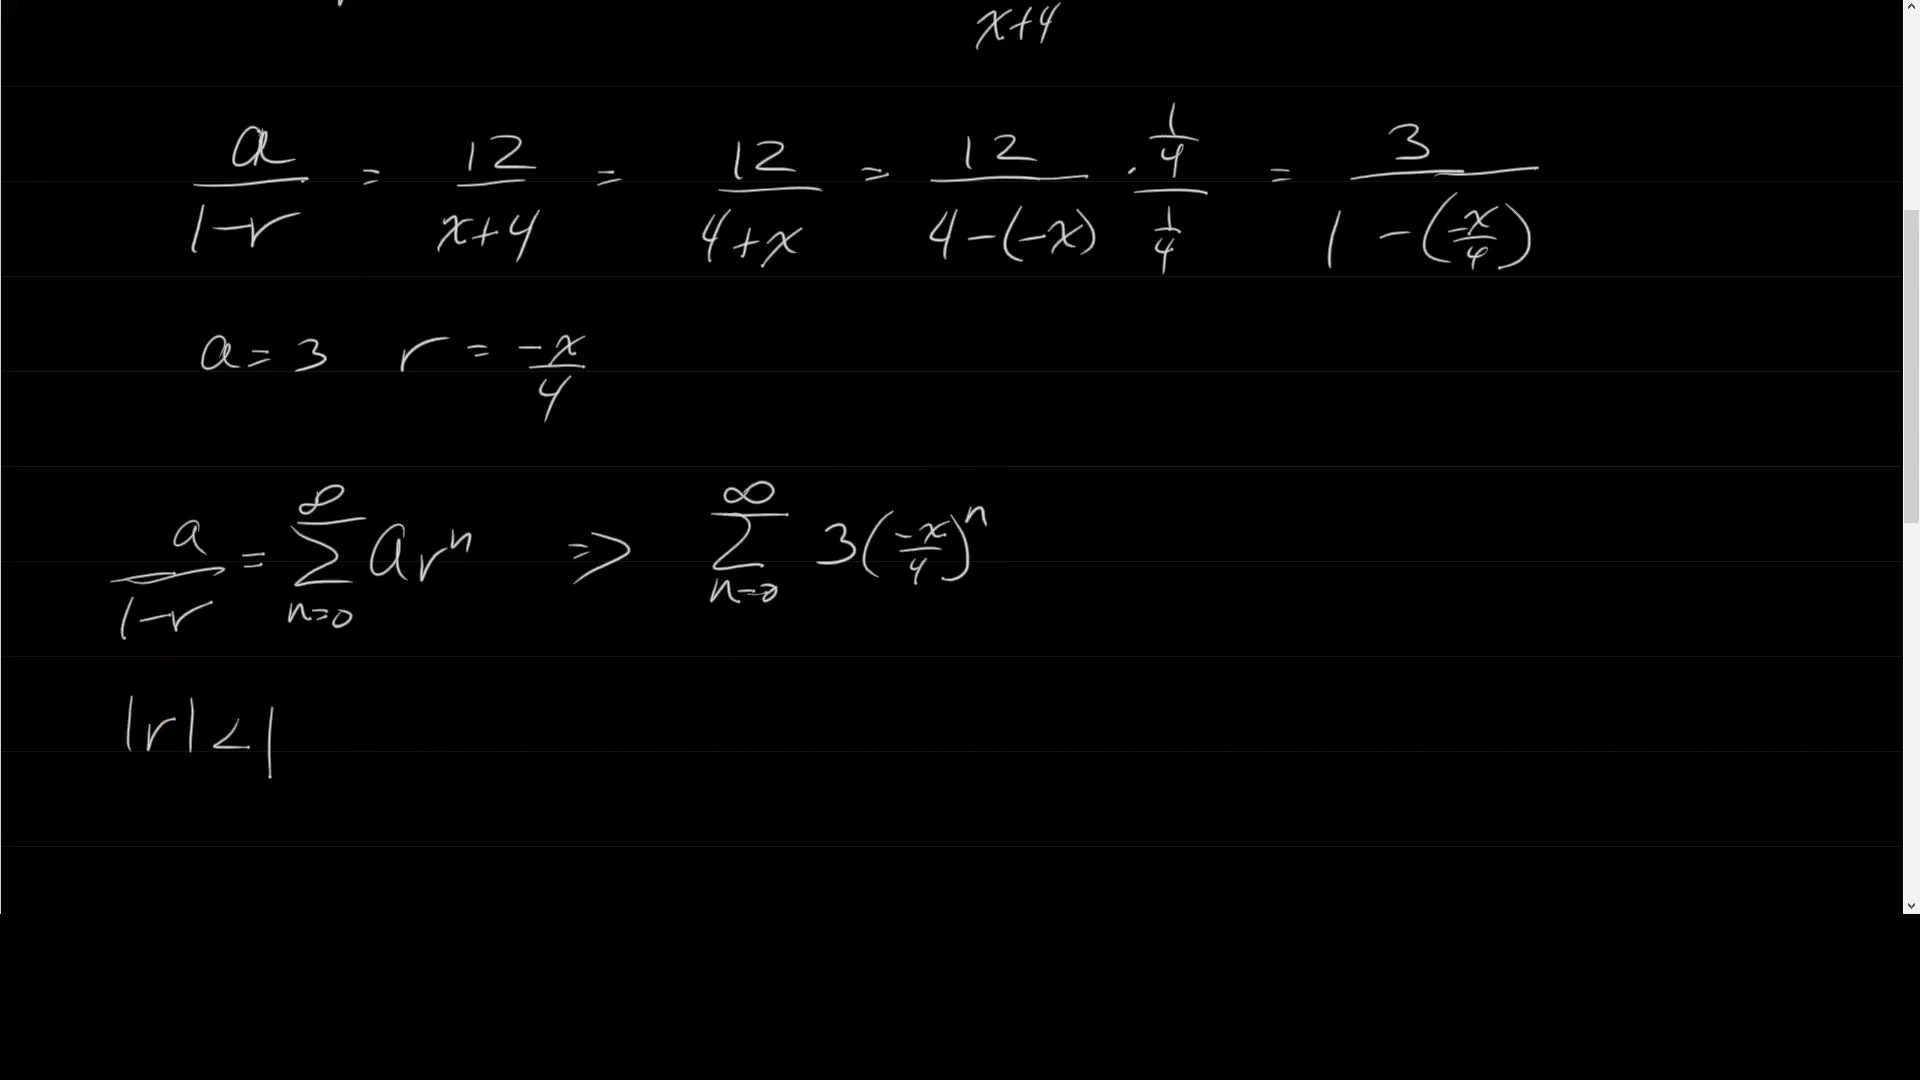 x+4
a/(1-r) = 12/(x+4) = 12/(4+x) = 12/(4-(-x)) · (1/4)/(1/4) = 3/(1-(-x/4))
a = 3 r = -x/4
a/(1-r) = ∑_{n=0}^{∞} ar^n => ∑_{n=0}^{∞} 3(-x/4)^n
|r| < 1